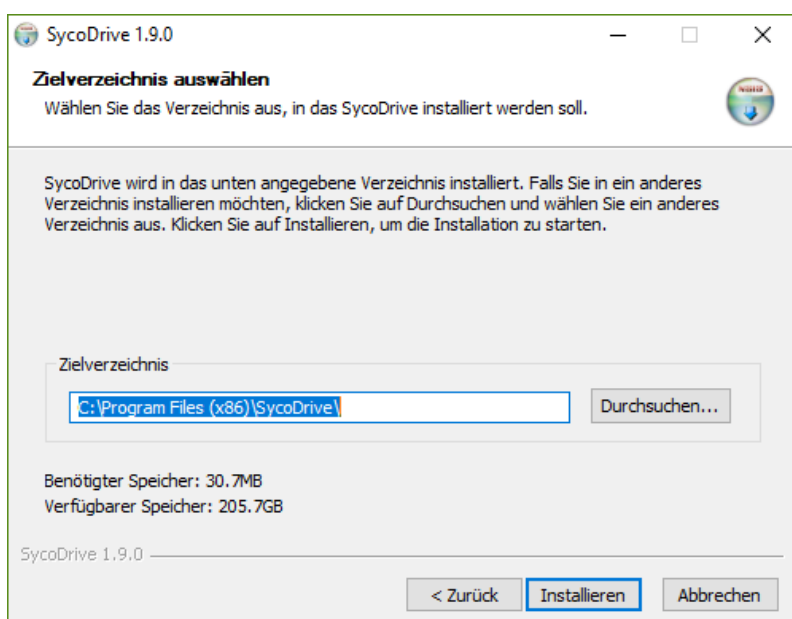 SycoDrive 1.9.0
Zielverzeichnis auswählen
Wählen Sie das Verzeichnis aus, in das SycoDrive installiert werden soll.
SycoDrive wird in das unten angegebene Verzeichnis installiert. Falls Sie in ein anderes
Verzeichnis installieren möchten, klicken Sie auf Durchsuchen und wählen Sie ein anderes
Verzeichnis aus. Klicken Sie auf Installieren, um die Installation zu starten.
Zielverzeichnis
C:\Program Files (x86)\SycoDrive\
Durchsuchen...
Benötigter Speicher: 30.7MB
Verfügbarer Speicher: 205.7GB
SycoDrive 1.9.0
< Zurück
Installieren
Abbrechen